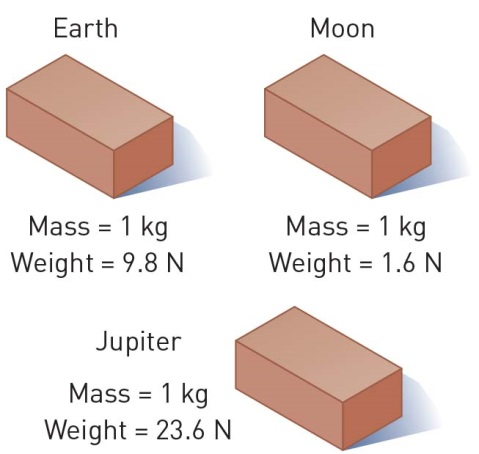 Earth
Mass = 1 kg
Weight = 9.8 N
Moon
Mass = 1 kg
Weight = 1.6 N
Jupiter
Mass = 1 kg
Weight = 23.6 N